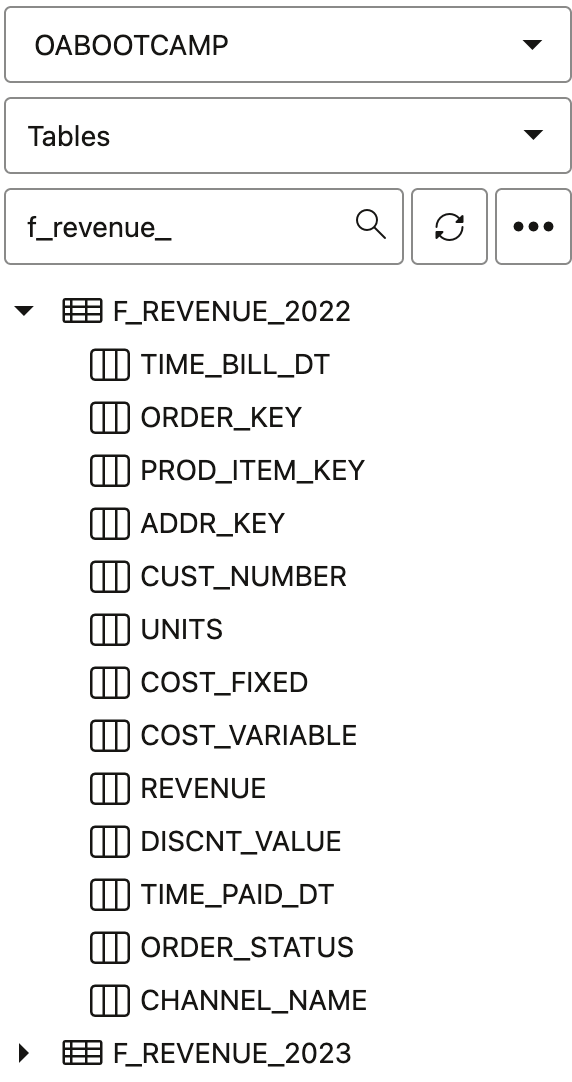 OABOOTCAMP
Tables
f_revenue_
F_REVENUE_2022
TIME_BILL_DT
ORDER_KEY
PROD_ITEM_KEY
ADDR_KEY
CUST_NUMBER
UNITS
COST_FIXED
COST_VARIABLE
REVENUE
DISCNT_VALUE
TIME_PAID_DT
ORDER_STATUS
CHANNEL_NAME
F_REVENUE_2023